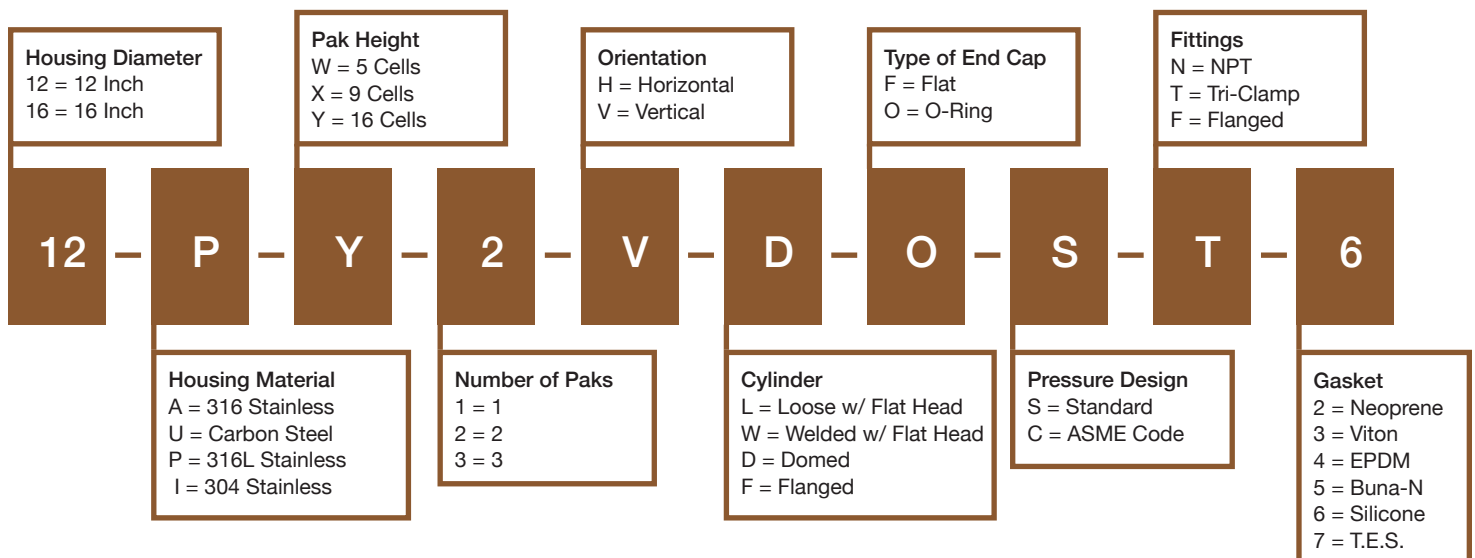 Housing Diameter
12 = 12 Inch
16 = 16 Inch
Pak Height
W = 5 Cells
X = 9 Cells
Y = 16 Cells
Orientation
H = Horizontal
V = Vertical
Type of End Cap
F = Flat
O = O-Ring
Fittings
N = NPT
T = Tri-Clamp
F = Flanged
12 – P – Y – 2 – V – D – O – S – T – 6
Housing Material
A = 316 Stainless
U = Carbon Steel
P = 316L Stainless
I = 304 Stainless
Number of Paks
1 = 1
2 = 2
3 = 3
Cylinder
L = Loose w/ Flat Head
W = Welded w/ Flat Head
D = Domed
F = Flanged
Pressure Design
S = Standard
C = ASME Code
Gasket
2 = Neoprene
3 = Viton
4 = EPDM
5 = Buna-N
6 = Silicone
7 = T.E.S.